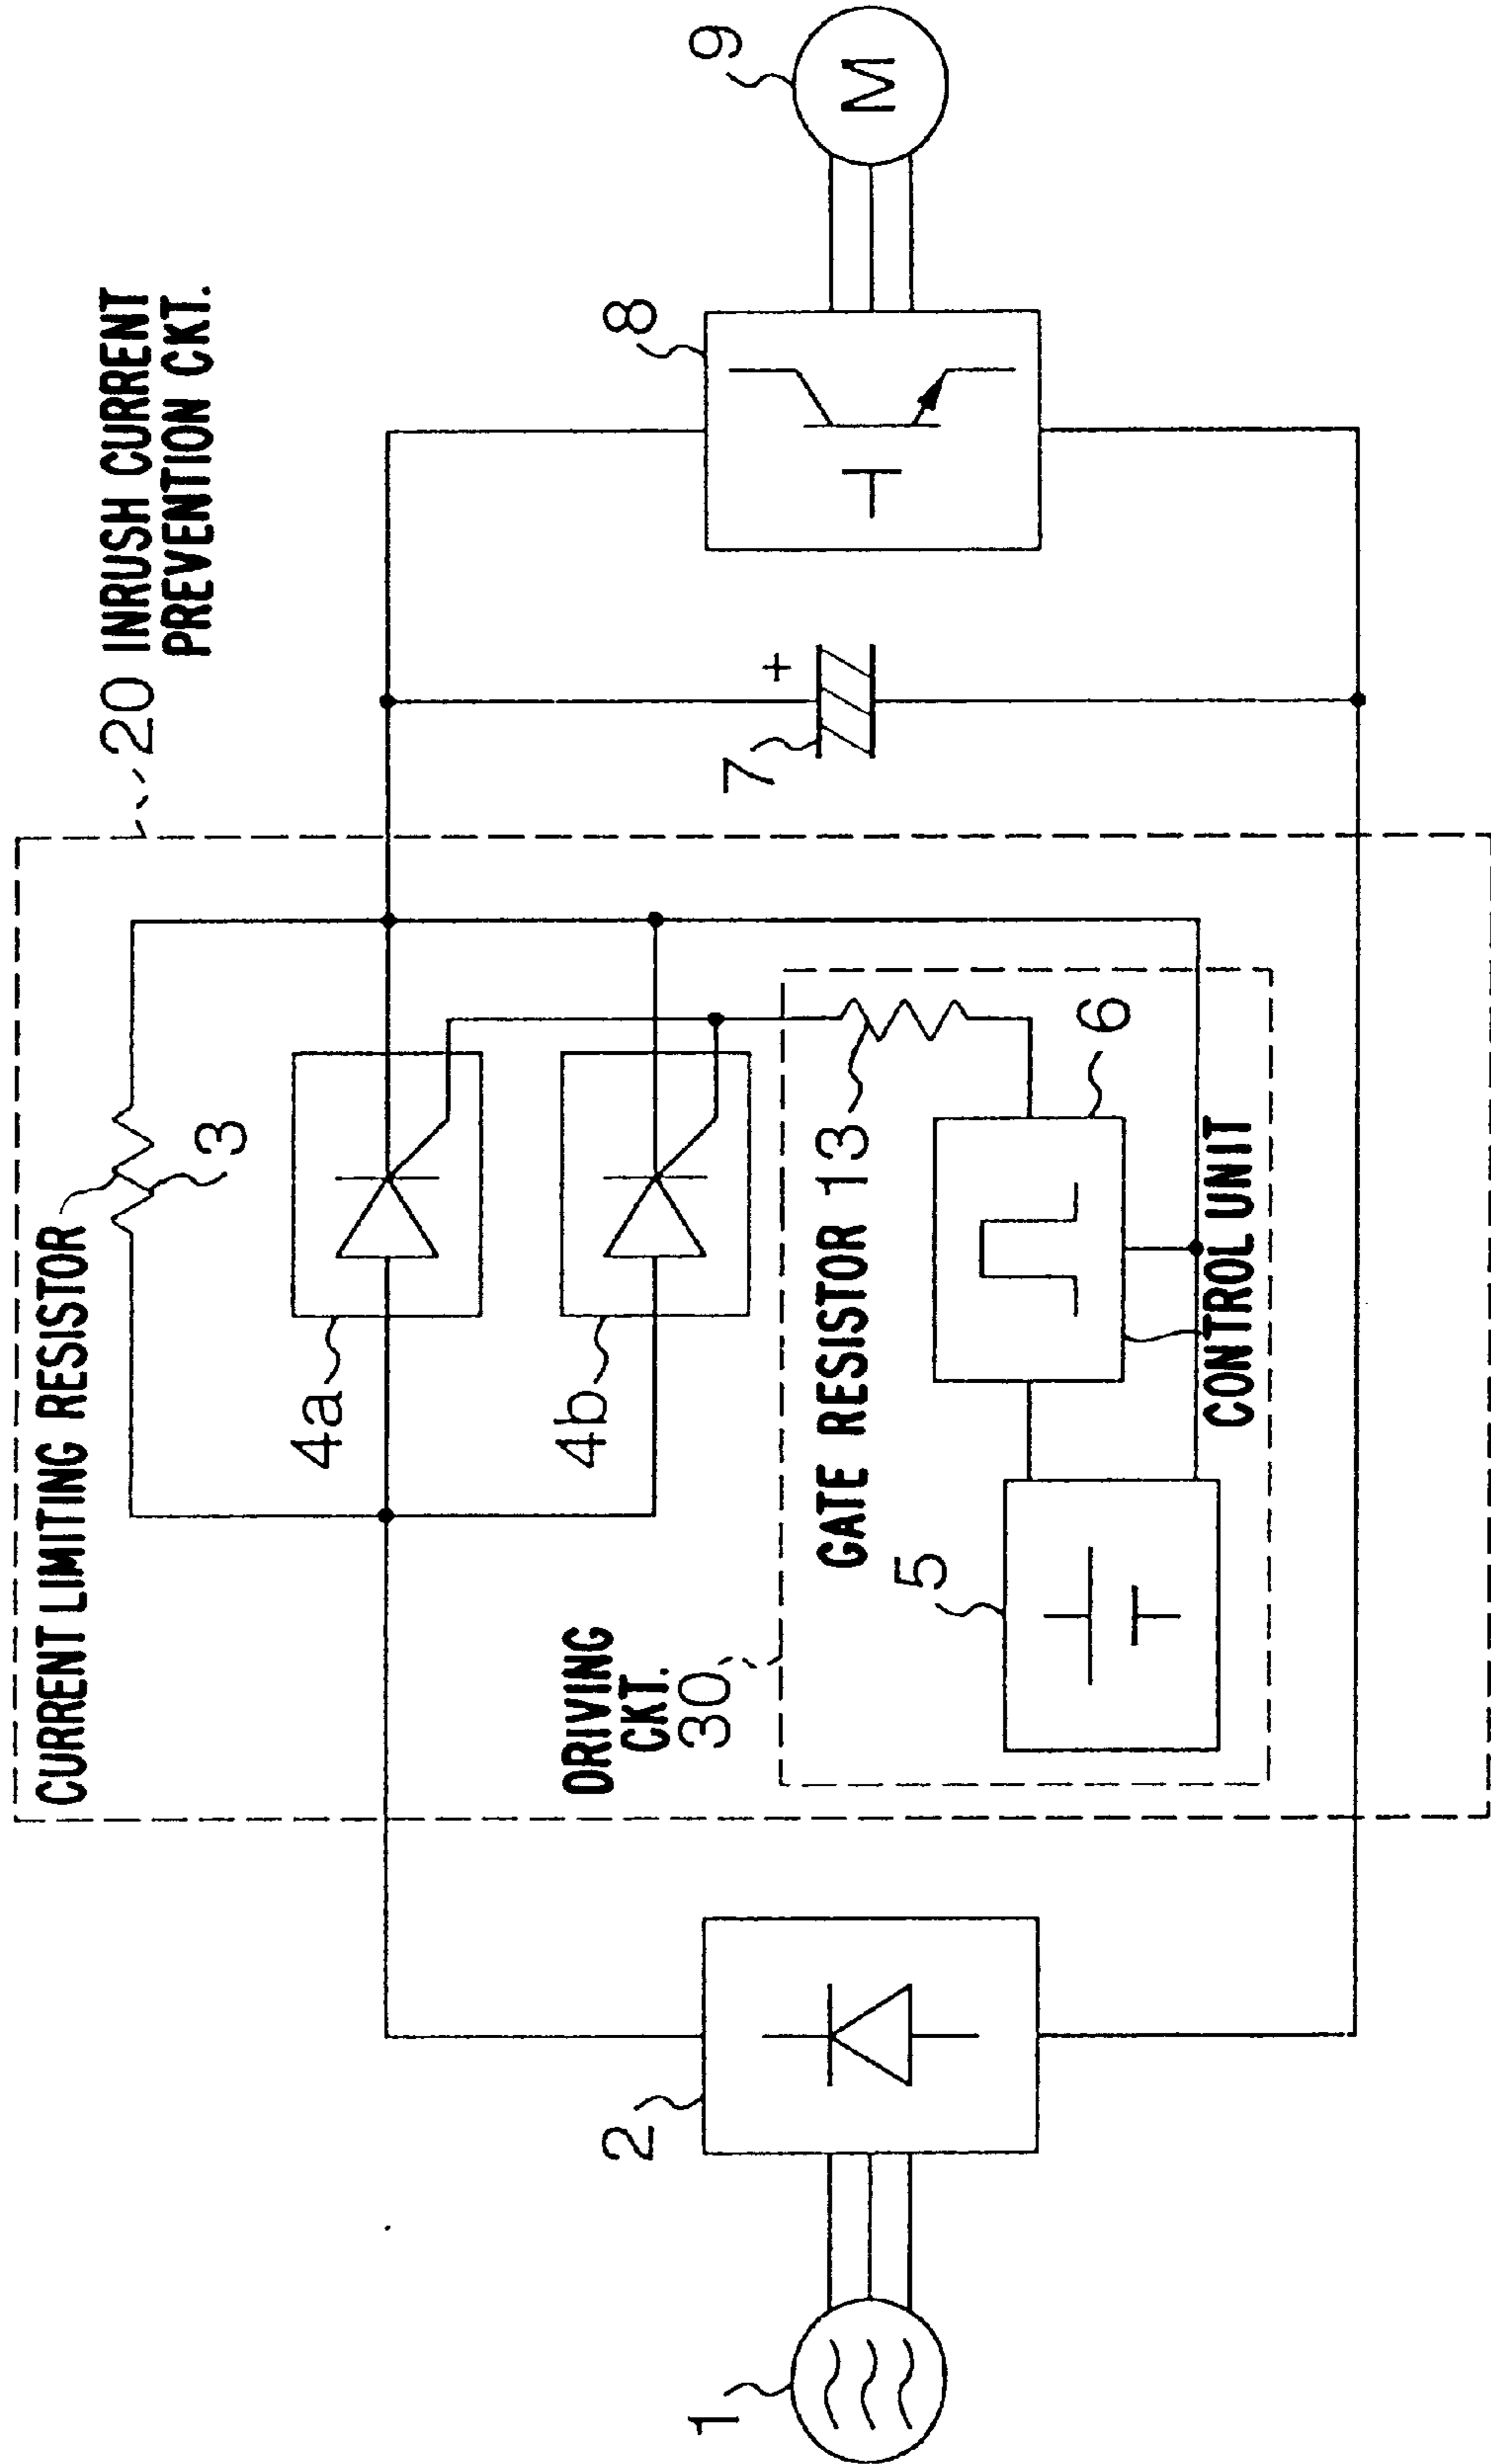 20 INRUSH CURRENT
PREVENTION CKT.
CURRENT LIMITING RESISTOR
3
4a
4b
DRIVING
CKT.
30
GATE RESISTOR 13
5
6
CONTROL UNIT
1
2
7
+
8
9
M